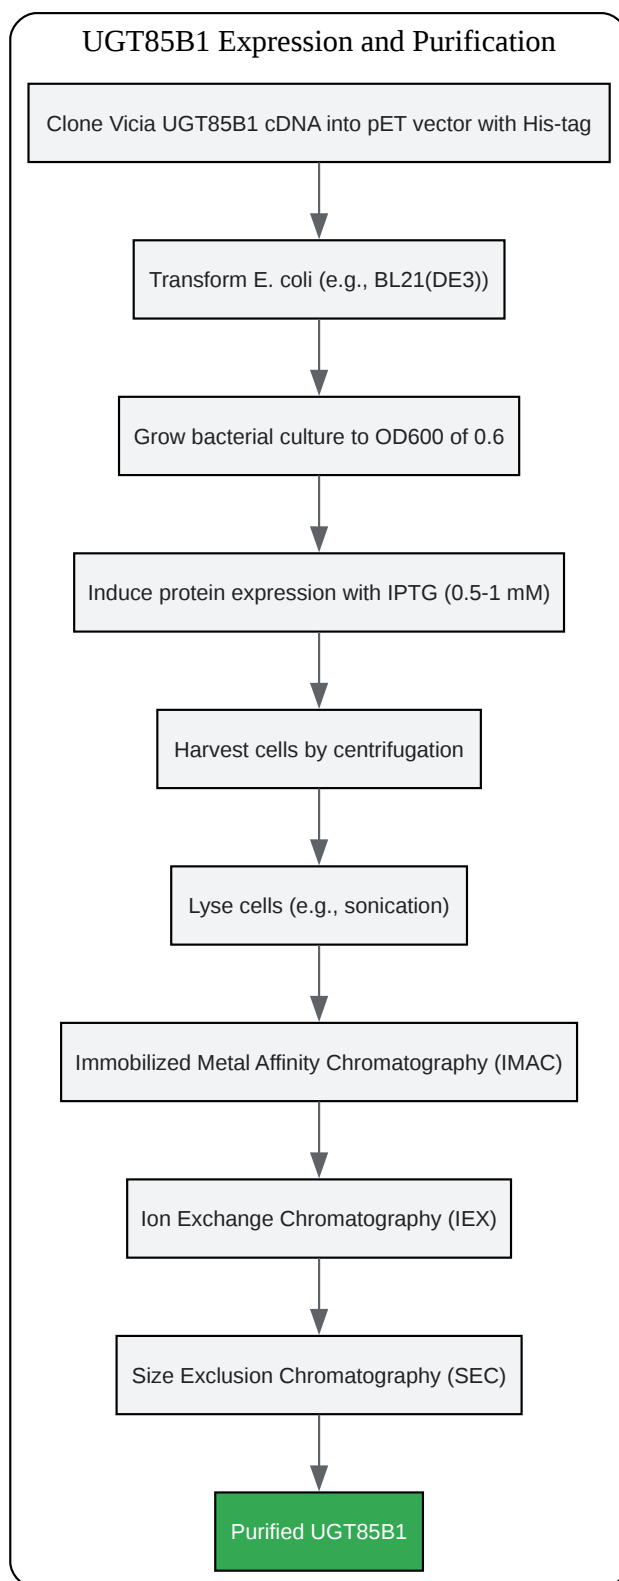 UGT85B1 Expression and Purification
Clone Vicia UGT85B1 cDNA into pET vector with His-tag
Transform E. coli (e.g., BL21(DE3))
Grow bacterial culture to OD600 of 0.6
Induce protein expression with IPTG (0.5-1 mM)
Harvest cells by centrifugation
Lyse cells (e.g., sonication)
Immobilized Metal Affinity Chromatography (IMAC)
Ion Exchange Chromatography (IEX)
Size Exclusion Chromatography (SEC)
Purified UGT85B1